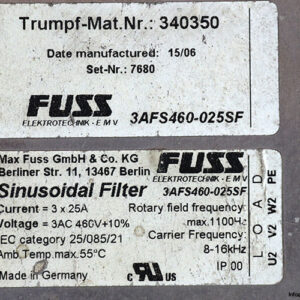 Trumpf-Mat.Nr.: 340350
Date manufactured: 15/06
Set-Nr.: 7680
FUSS
ELEKTROTECHNIK - E M V
3AFS460-025SF
Max Fuss GmbH & Co. KG
Berliner Str. 11, 13467 Berlin
FUSS
ELEKTROTECHNIK - E M V
Sinusoidal Filter
3AFS460-025SF
Current = 3 x 25A
Voltage = 3AC 460V+10%
IEC category 25/085/21
Amb.Temp.max.55°C
Made in Germany
Rotary field frequency:
max.1100Hz
Carrier Frequency:
8-16kHz
IP 00
c UR US
LOAD
U2 V2 W2 PE